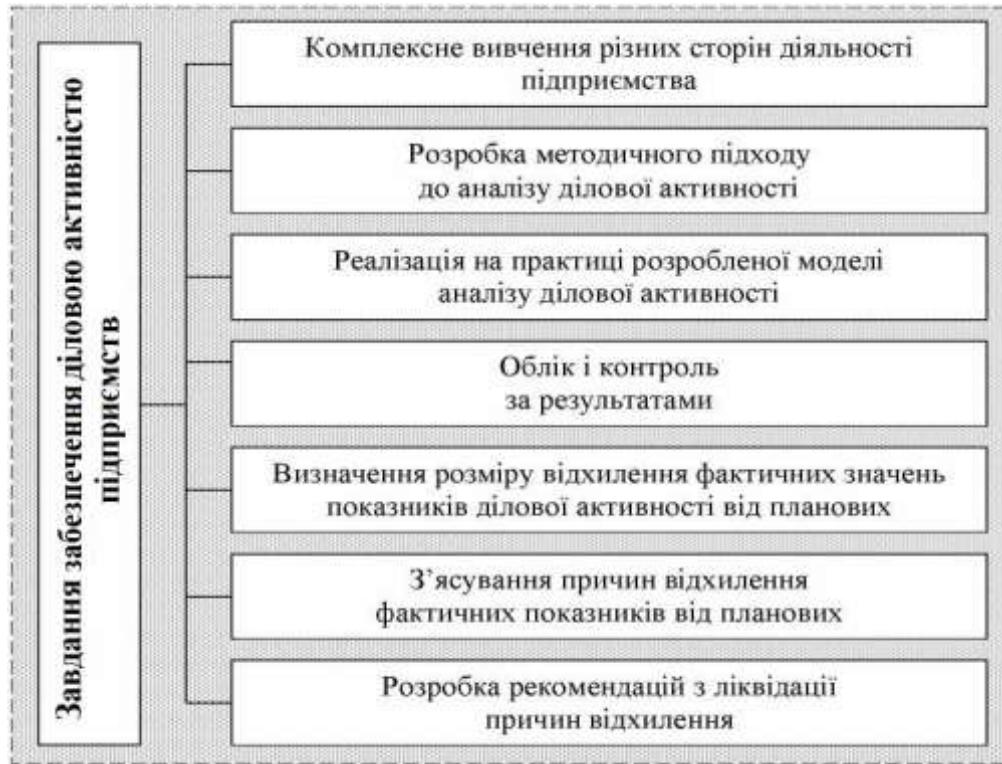 Завдання забезпечення діловою активністю
підприємств
Комплексне вивчення різних сторін діяльності
підприємства
Розробка методичного підходу
до аналізу ділової активності
Реалізація на практиці розробленої моделі
аналізу ділової активності
Облік і контроль
за результатами
Визначення розміру відхилення фактичних значень
показників ділової активності від планових
З’ясування причин відхилення
фактичних показників від планових
Розробка рекомендацій з ліквідації
причин відхилення